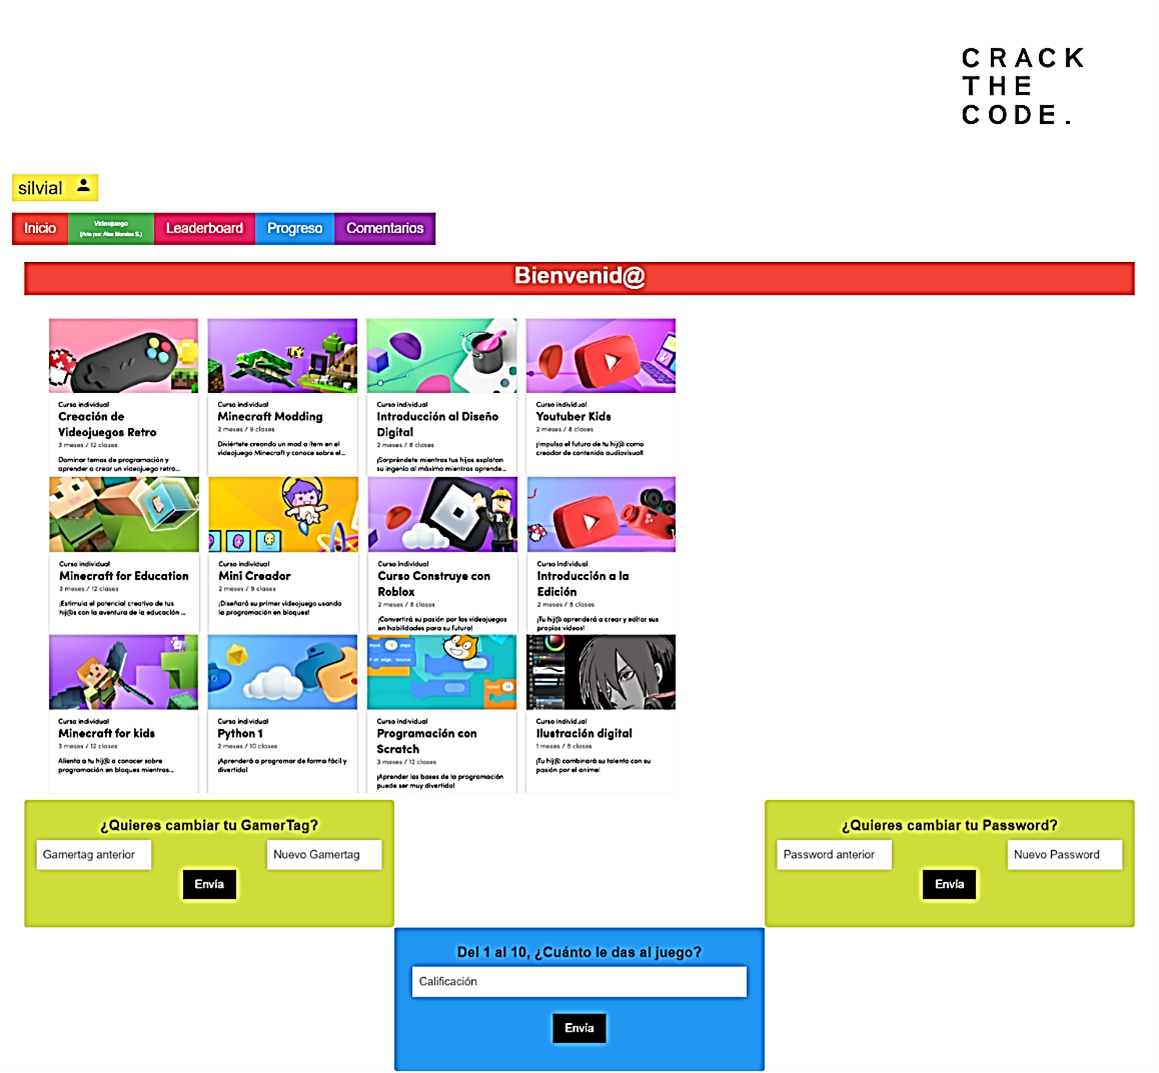 CRACK
THE
CODE.
silvial
Inicio
Videojuego
(Arte por: Alex Morales S.)
Leaderboard
Progreso
Comentarios
Bienvenid@
Curso individual
Creación de
Videojuegos Retro
3 meses / 12 clases
Dominar temas de programación y
aprender a crear un videojuego retro...
Curso individual
Minecraft Modding
2 meses / 9 clases
Diviértete creando un mod o ítem en el
videojuego Minecraft y conoce sobre el...
Curso individual
Introducción al Diseño
Digital
2 meses / 8 clases
¡Sorpréndete mientras tus hijos explotan
su ingenio al máximo mientras aprende...
Curso individual
Youtuber Kids
2 meses / 8 clases
¡Impulsa el futuro de tu hij@ como
creador de contenido audiovisual!
Curso individual
Minecraft for Education
3 meses / 12 clases
¡Estimula el potencial creativo de tus
hij@s con la aventura de la educación ...
Curso individual
Mini Creador
2 meses / 9 clases
¡Diseñará su primer videojuego usando
la programación en bloques!
Curso individual
Curso Construye con
Roblox
2 meses / 8 clases
¡Convertirá su pasión por los videojuegos
en habilidades para su futuro!
Curso individual
Introducción a la
Edición
2 meses / 8 clases
¡Tu hij@ aprenderá a crear y editar sus
propios videos!
Curso individual
Minecraft for kids
3 meses / 12 clases
Alienta a tu hij@ a conocer sobre
programación en bloques mientras...
Curso individual
Python 1
2 meses / 10 clases
¡Aprenderá a programar de forma fácil y
divertida!
Curso individual
Programación con
Scratch
3 meses / 12 clases
¡Aprender las bases de la programación
puede ser muy divertido!
Curso individual
Ilustración digital
1 meses / 8 clases
¡Tu hij@ combinará su talento con su
pasión por el anime!
¿Quieres cambiar tu GamerTag?
Gamertag anterior
Nuevo Gamertag
Envía
¿Quieres cambiar tu Password?
Password anterior
Nuevo Password
Envía
Del 1 al 10, ¿Cuánto le das al juego?
Calificación
Envía